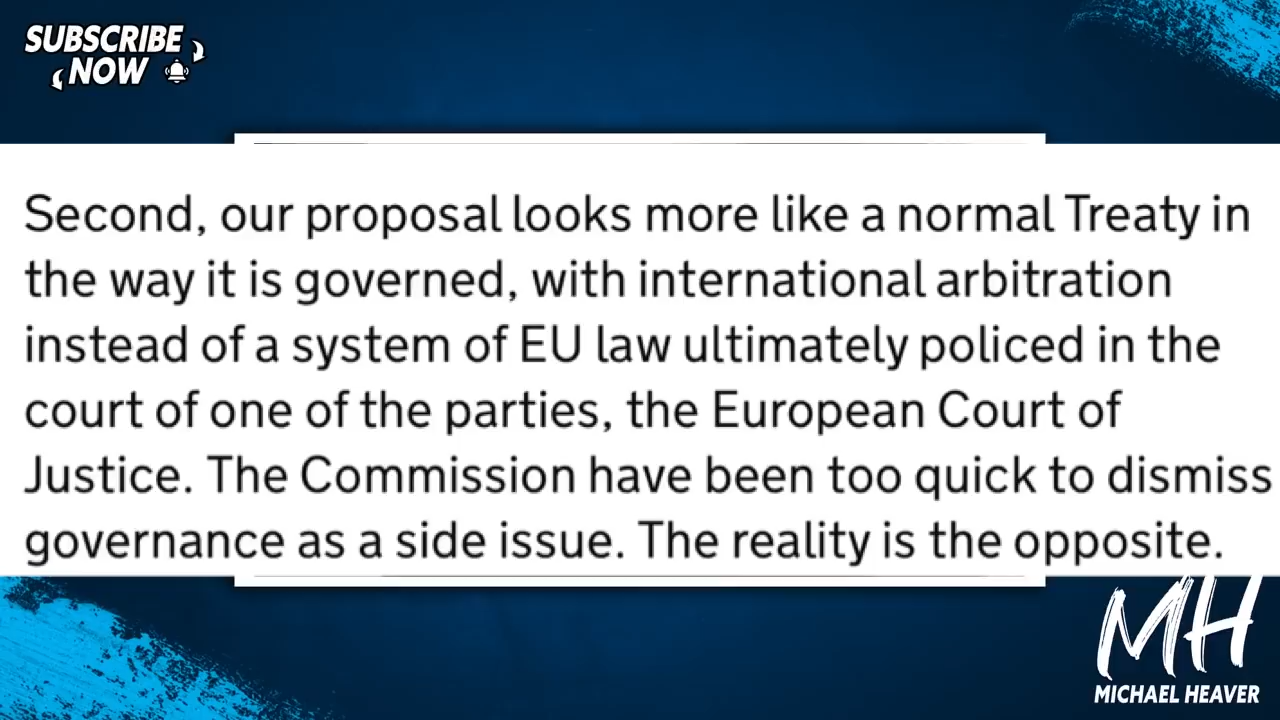 SUBSCRIBE
NOW
Second, our proposal looks more like a normal Treaty in
the way it is governed, with international arbitration
instead of a system of EU law ultimately policed in the
court of one of the parties, the European Court of
Justice. The Commission have been too quick to dismiss
governance as a side issue. The reality is the opposite.
MH
MICHAEL HEAVER